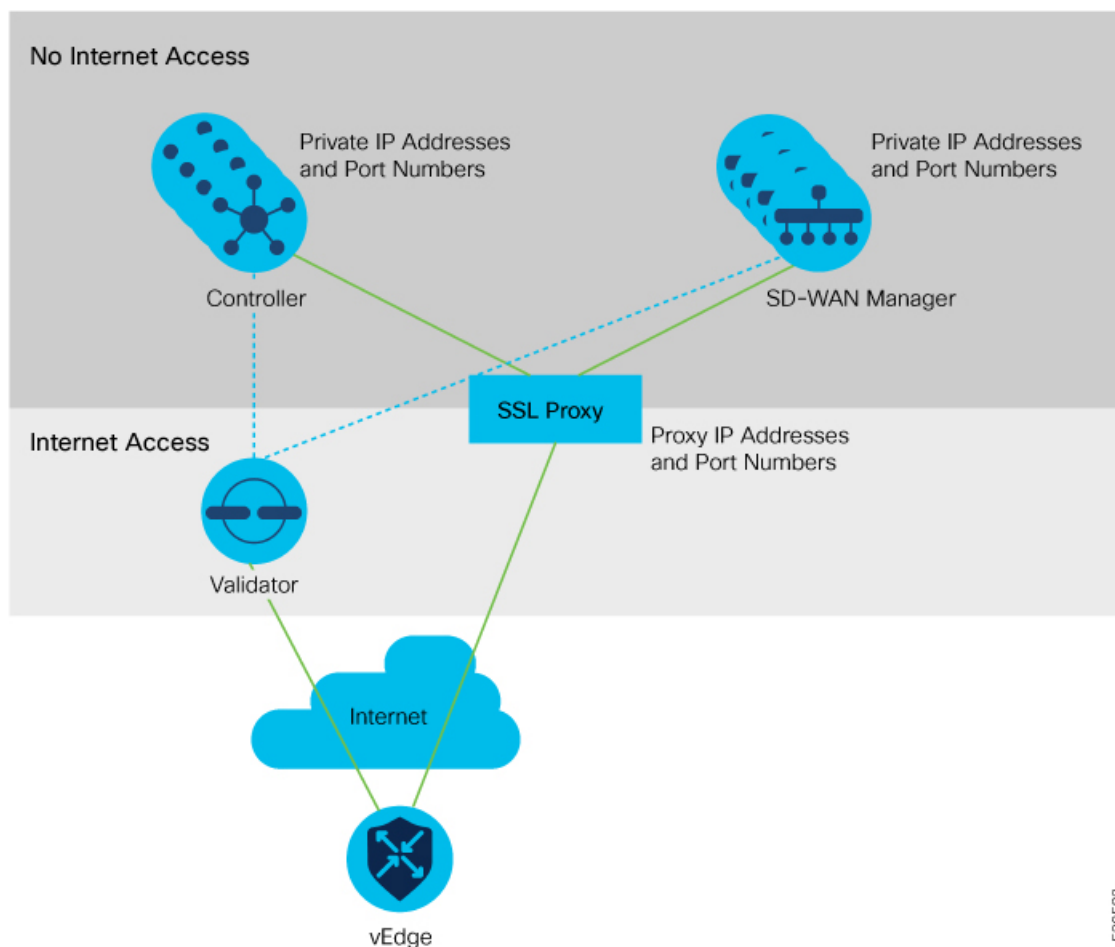 No Internet Access
Private IP Addresses
and Port Numbers
Private IP Addresses
and Port Numbers
Controller
SD-WAN Manager
SSL Proxy
Internet Access
Proxy IP Addresses
and Port Numbers
Validator
Internet
vEdge